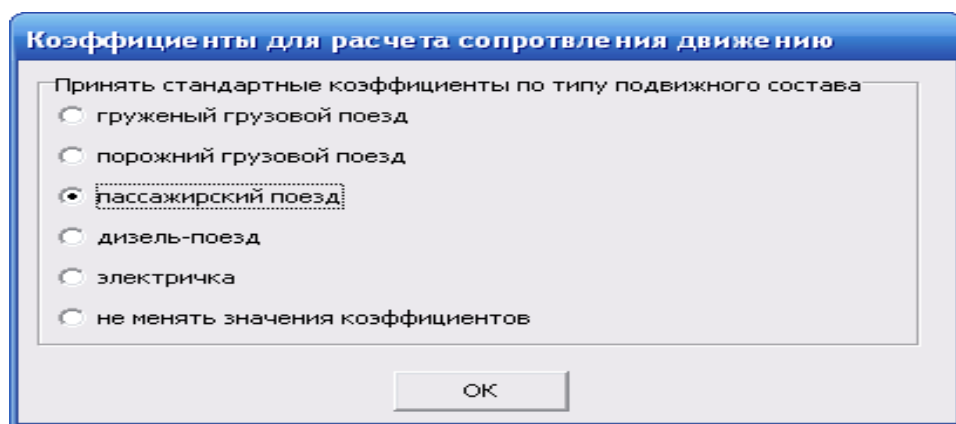 Коэффициенты для расчета сопротвления движению
Принять стандартные коэффициенты по типу подвижного состава
груженый грузовой поезд
порожний грузовой поезд
пассажирский поезд
дизель-поезд
электричка
не менять значения коэффициентов
ОК